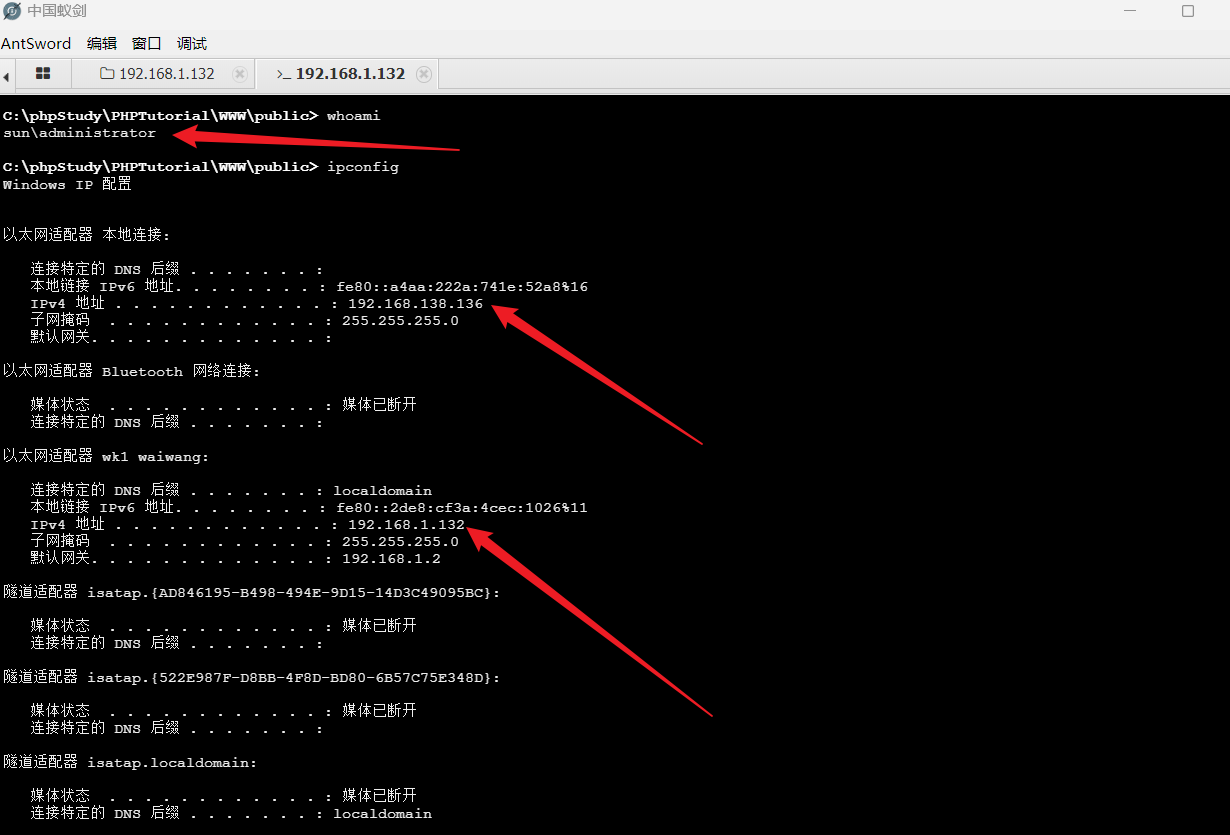 中国蚁剑
AntSword 编辑 窗口 调试
192.168.1.132 >_ 192.168.1.132
C:\phpStudy\PHPTutorial\WWW\public> whoami
sun\administrator
C:\phpStudy\PHPTutorial\WWW\public> ipconfig
Windows IP 配置
以太网适配器 本地连接:
连接特定的 DNS 后缀 . . . . . . . :
本地链接 IPv6 地址. . . . . . . . : fe80::a4aa:222a:741e:52a8%16
IPv4 地址 . . . . . . . . . . . . : 192.168.138.136
子网掩码 . . . . . . . . . . . . : 255.255.255.0
默认网关. . . . . . . . . . . . . :
以太网适配器 Bluetooth 网络连接:
媒体状态 . . . . . . . . . . . . : 媒体已断开
连接特定的 DNS 后缀 . . . . . . . :
以太网适配器 wk1 waiwang:
连接特定的 DNS 后缀 . . . . . . . : localdomain
本地链接 IPv6 地址. . . . . . . . : fe80::2de8:cf3a:4cec:1026%11
IPv4 地址 . . . . . . . . . . . . : 192.168.1.132
子网掩码 . . . . . . . . . . . . : 255.255.255.0
默认网关. . . . . . . . . . . . . : 192.168.1.2
隧道适配器 isatap.{AD846195-B498-494E-9D15-14D3C49095BC}:
媒体状态 . . . . . . . . . . . . : 媒体已断开
连接特定的 DNS 后缀 . . . . . . . :
隧道适配器 isatap.{522E987F-D8BB-4F8D-BD80-6B57C75E348D}:
媒体状态 . . . . . . . . . . . . : 媒体已断开
连接特定的 DNS 后缀 . . . . . . . :
隧道适配器 isatap.localdomain:
媒体状态 . . . . . . . . . . . . : 媒体已断开
连接特定的 DNS 后缀 . . . . . . . : localdomain